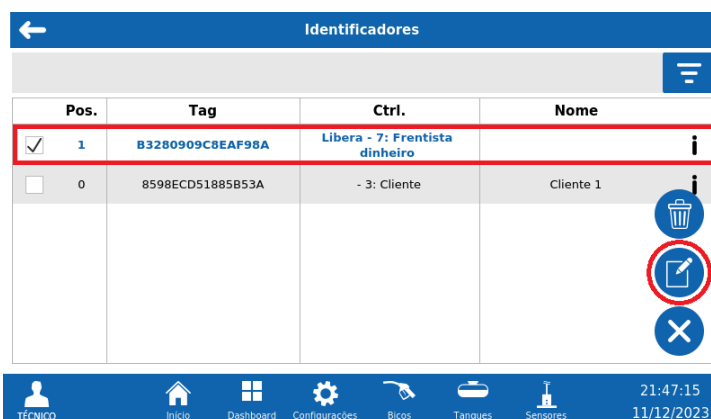 Identificadores
Pos. Tag Ctrl. Nome
1 B3280909C8EAF98A Libera - 7: Frentista
dinheiro
0 8598ECD51885B53A - 3: Cliente Cliente 1
21:47:15
TÉCNICO Início Dashboard Configurações Bicos Tanques Sensores 11/12/2023